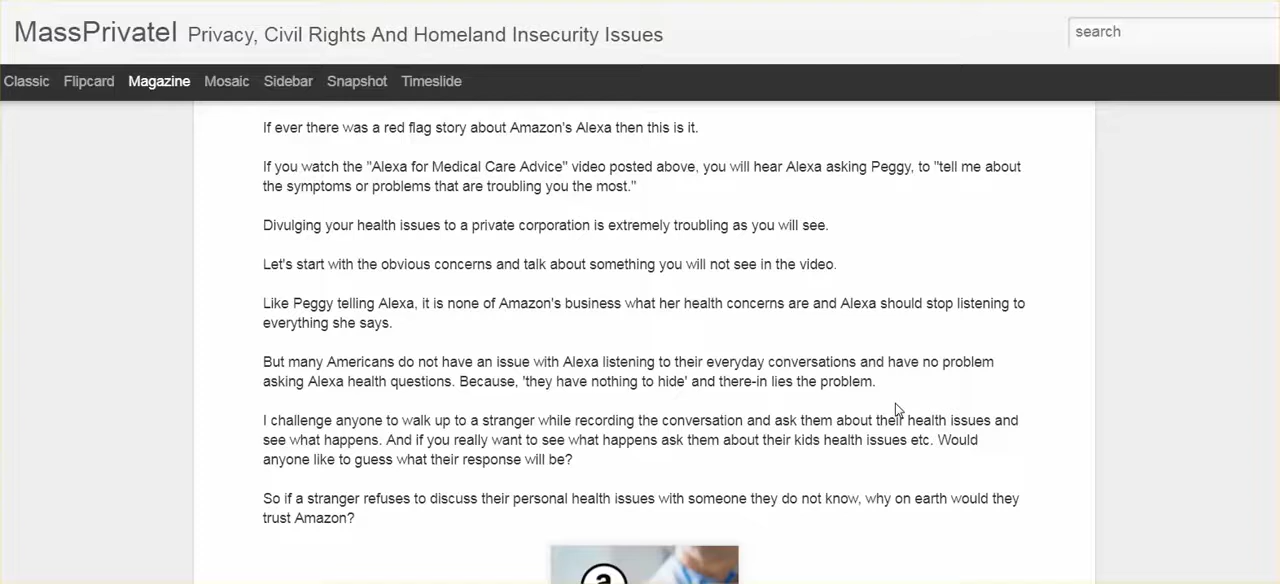 MassPrivateI Privacy, Civil Rights And Homeland Insecurity Issues
search
Classic Flipcard Magazine Mosaic Sidebar Snapshot Timeslide
If ever there was a red flag story about Amazon's Alexa then this is it.
If you watch the "Alexa for Medical Care Advice" video posted above, you will hear Alexa asking Peggy, to "tell me about
the symptoms or problems that are troubling you the most."
Divulging your health issues to a private corporation is extremely troubling as you will see.
Let's start with the obvious concerns and talk about something you will not see in the video.
Like Peggy telling Alexa, it is none of Amazon's business what her health concerns are and Alexa should stop listening to
everything she says.
But many Americans do not have an issue with Alexa listening to their everyday conversations and have no problem
asking Alexa health questions. Because, 'they have nothing to hide' and there-in lies the problem.
I challenge anyone to walk up to a stranger while recording the conversation and ask them about their health issues and
see what happens. And if you really want to see what happens ask them about their kids health issues etc. Would
anyone like to guess what their response will be?
So if a stranger refuses to discuss their personal health issues with someone they do not know, why on earth would they
trust Amazon?
a